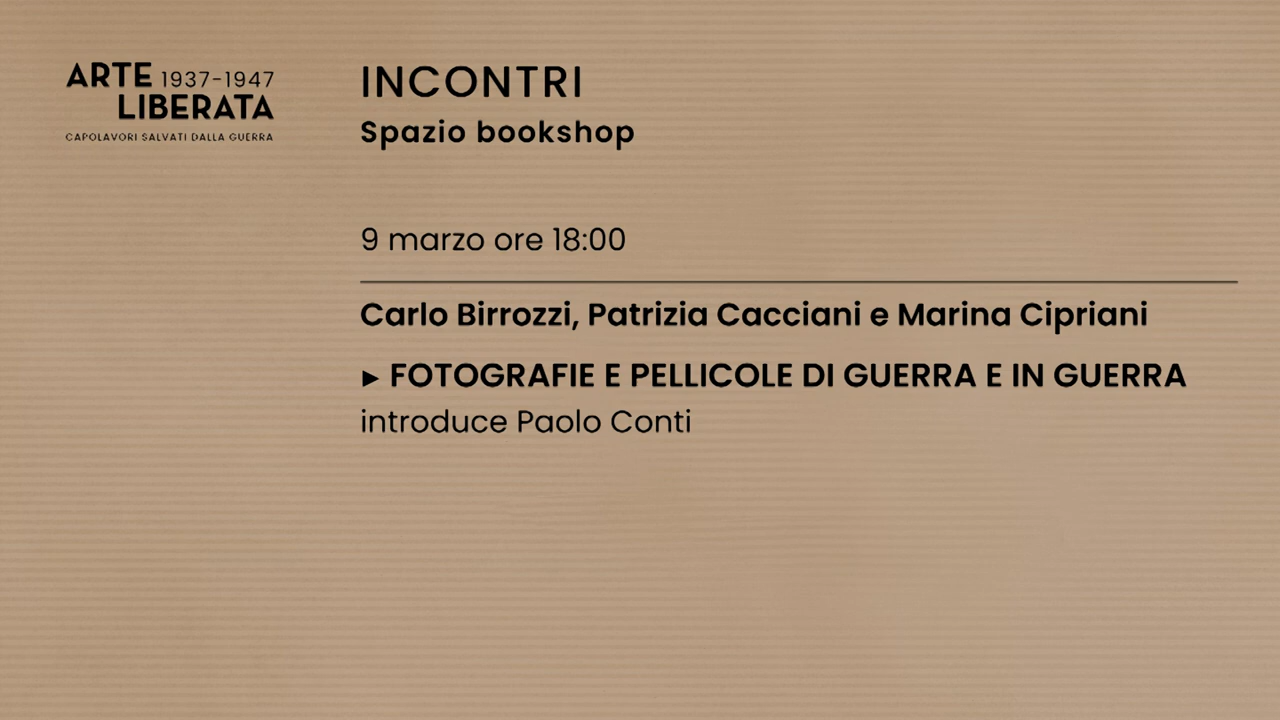 ARTE 1937-1947
LIBERATA
CAPOLAVORI SALVATI DALLA GUERRA
INCONTRI
Spazio bookshop
9 marzo ore 18:00
Carlo Birrozzi, Patrizia Cacciani e Marina Cipriani
► FOTOGRAFIE E PELLICOLE DI GUERRA E IN GUERRA
introduce Paolo Conti